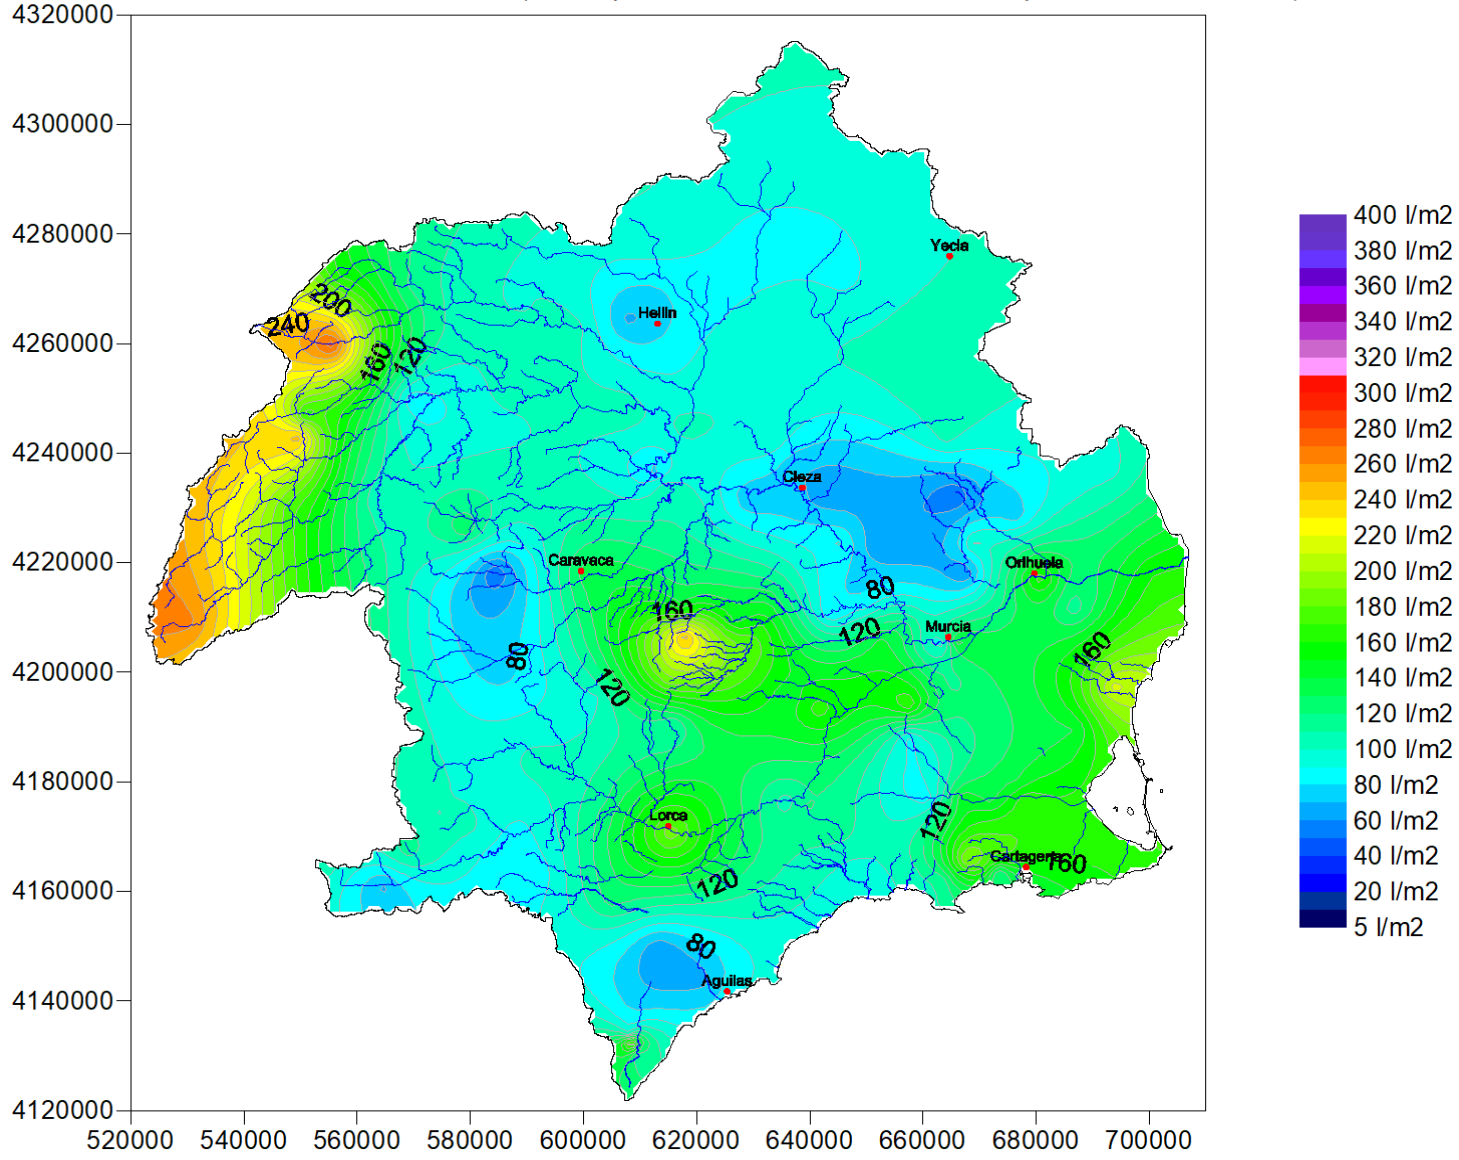 4320000
4300000
4280000
4260000
4240000
4220000
4200000
4180000
4160000
4140000
4120000
520000 540000 560000 580000 600000 620000 640000 660000 680000 700000
Yecla
Hellin
200
240
160
120
Cieza
Caravaca
Orihuela
80
160
120
Murcia
80
160
120
Lorca
120
Cartagena
160
120
80
Aguilas
400 l/m2
380 l/m2
360 l/m2
340 l/m2
320 l/m2
300 l/m2
280 l/m2
260 l/m2
240 l/m2
220 l/m2
200 l/m2
180 l/m2
160 l/m2
140 l/m2
120 l/m2
100 l/m2
80 l/m2
60 l/m2
40 l/m2
20 l/m2
5 l/m2